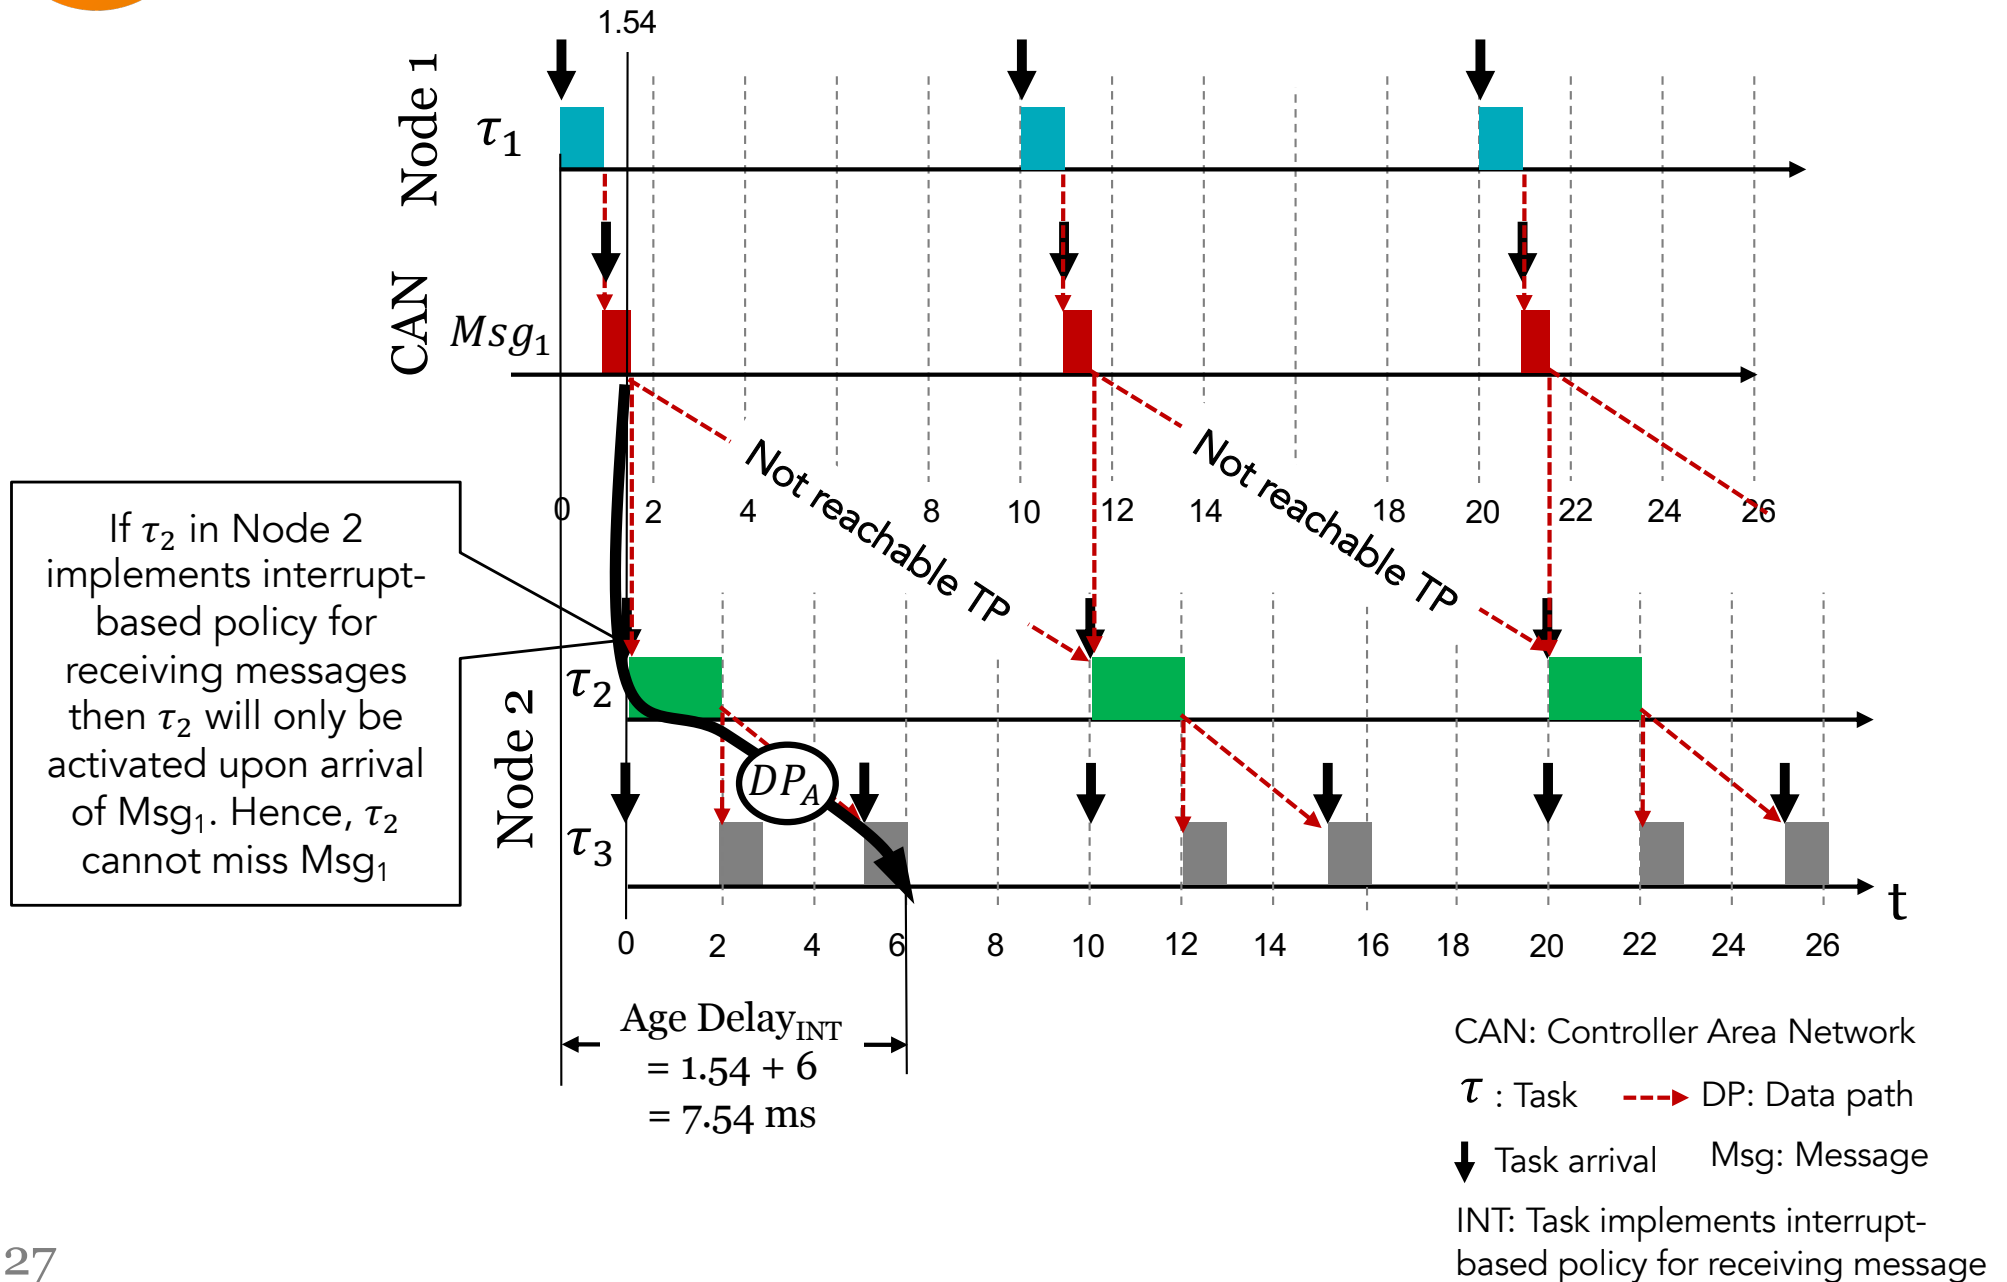 1.54
Node 1
τ1
CAN
Msg1
0 2 4 8 10 12 14 18 20 22 24 26
Not reachable TP
Not reachable TP
If τ2 in Node 2
implements interrupt-
based policy for
receiving messages
then τ2 will only be
activated upon arrival
of Msg1. Hence, τ2
cannot miss Msg1
Node 2
τ2
DPA
τ3
t
0 2 4 6 8 10 12 14 16 18 20 22 24 26
Age DelayINT
= 1.54 + 6
= 7.54 ms
CAN: Controller Area Network
τ : Task
DP: Data path
Task arrival
Msg: Message
INT: Task implements interrupt-
based policy for receiving message
27